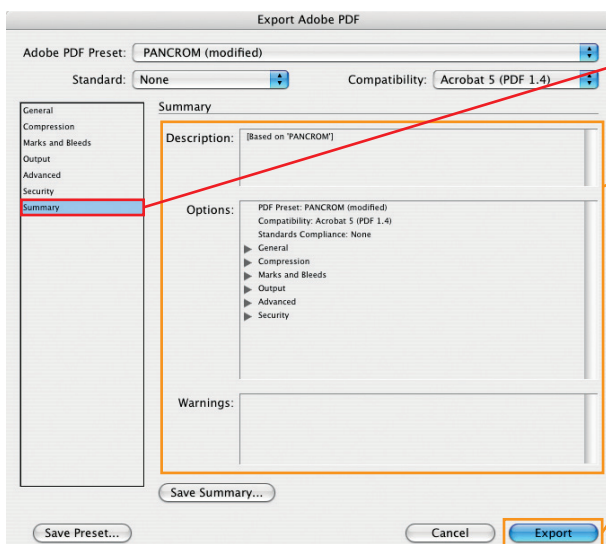 Export Adobe PDF
Adobe PDF Preset: PANCROM (modified)
Standard: None Compatibility: Acrobat 5 (PDF 1.4)
General
Compression
Marks and Bleeds
Output
Advanced
Security
Summary
Summary
Description: [Based on 'PANCROM']
Options: PDF Preset: PANCROM (modified)
Compatibility: Acrobat 5 (PDF 1.4)
Standards Compliance: None
General
Compression
Marks and Bleeds
Output
Advanced
Security
Warnings:
Save Summary...
Save Preset... Cancel Export